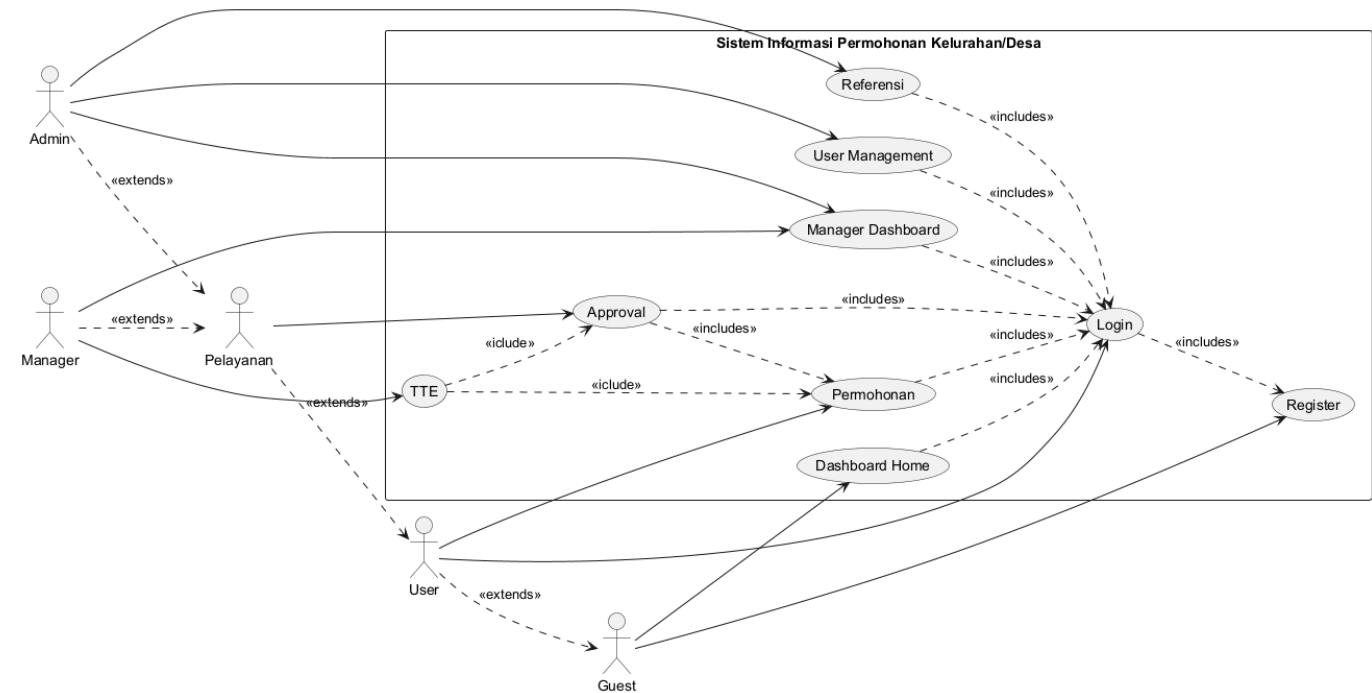 Sistem Informasi Permohonan Kelurahan/Desa
Referensi
«includes»
Admin
User Management
«extends»
«includes»
Manager Dashboard
«includes»
Manager
«extends»
Pelayanan
Approval
«includes»
Login
«includes»
«iclude»
«includes»
«includes»
TTE
«iclude»
Permohonan
«includes»
Register
«extends»
Dashboard Home
User
«extends»
Guest